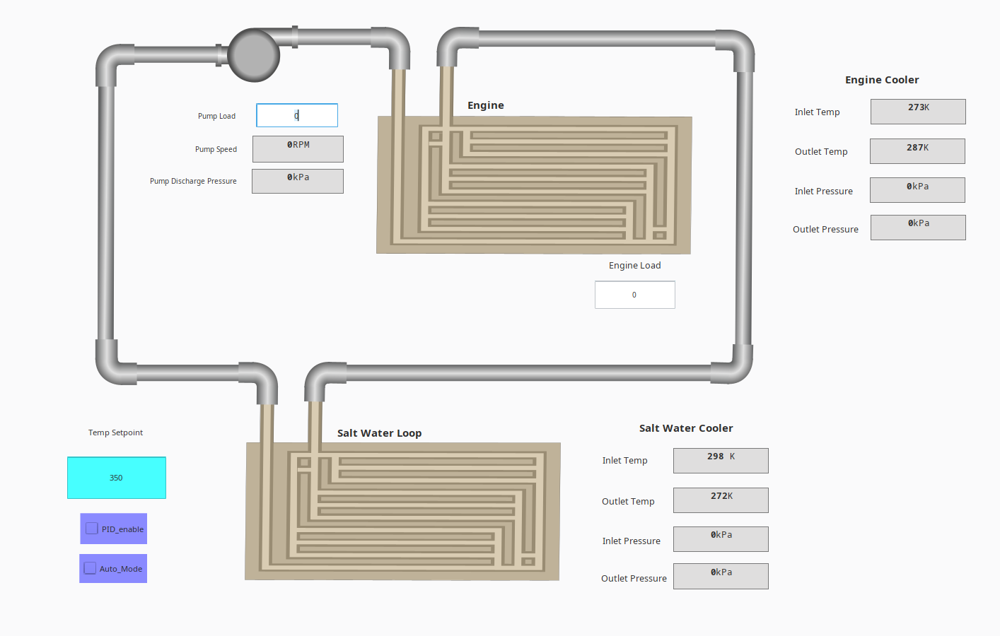 Engine Cooler
Pump Load 0
Engine
Inlet Temp 273K
Pump Speed 0RPM
Outlet Temp 287K
Pump Discharge Pressure 0kPa
Inlet Pressure 0kPa
Outlet Pressure 0kPa
Engine Load
0
Temp Setpoint
Salt Water Loop
Salt Water Cooler
350
Inlet Temp 298 K
Outlet Temp 272K
PID_enable
Inlet Pressure 0kPa
Auto_Mode
Outlet Pressure 0kPa